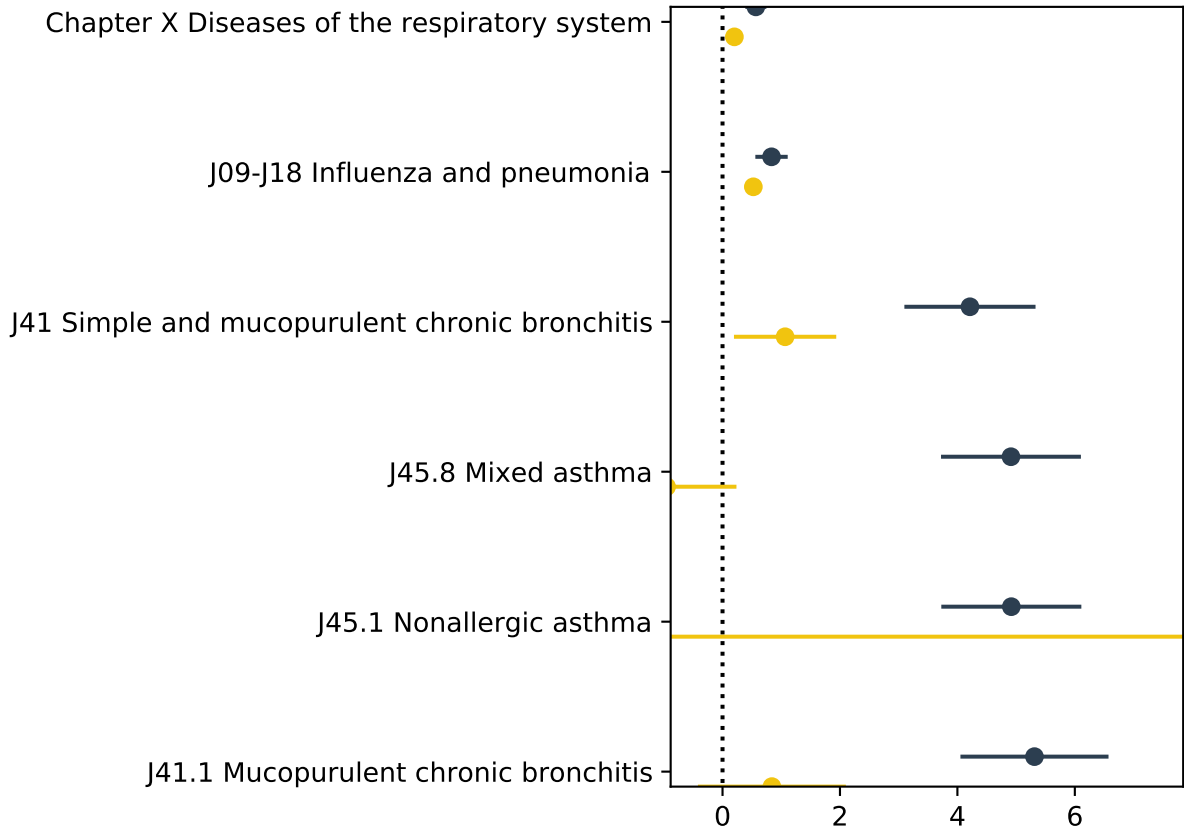 Chapter X Diseases of the respiratory system
J09-J18 Influenza and pneumonia
J41 Simple and mucopurulent chronic bronchitis
J45.8 Mixed asthma
J45.1 Nonallergic asthma
J41.1 Mucopurulent chronic bronchitis
0 2 4 6